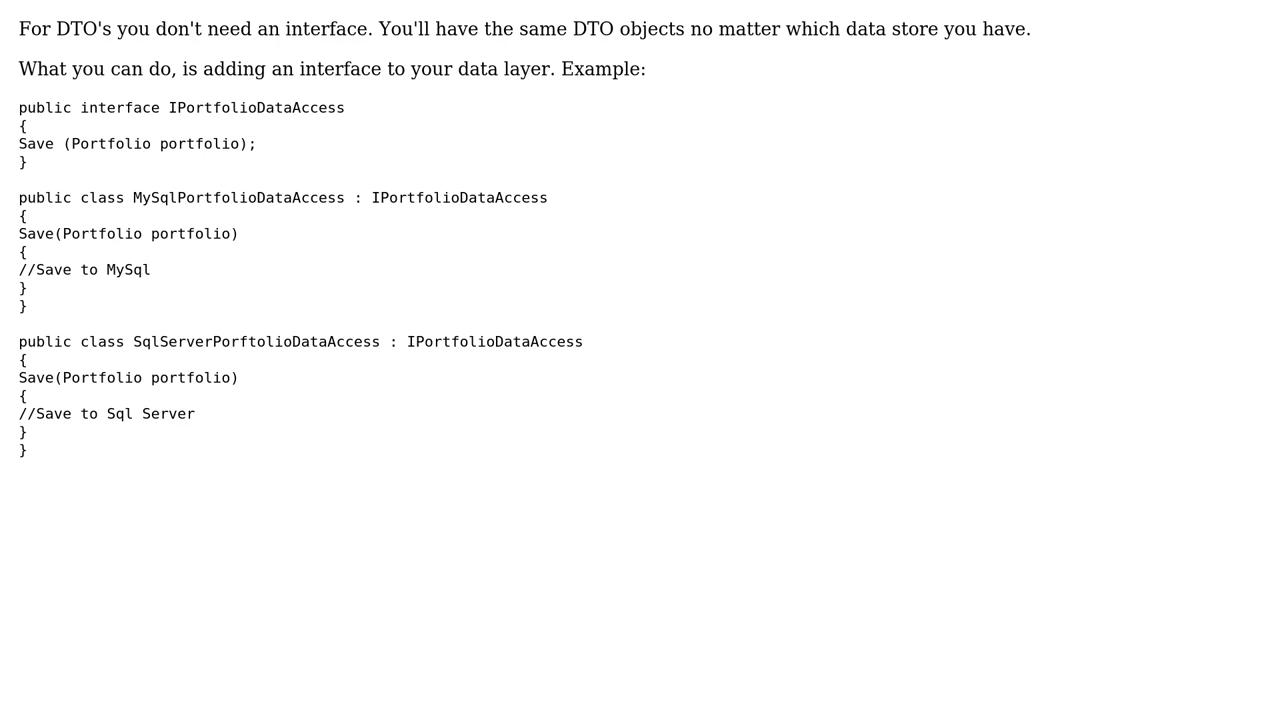 For DTO's you don't need an interface. You'll have the same DTO objects no matter which data store you have.
What you can do, is adding an interface to your data layer. Example:
public interface IPortfolioDataAccess
{
Save (Portfolio portfolio);
}
public class MySqlPortfolioDataAccess : IPortfolioDataAccess
{
Save(Portfolio portfolio)
{
//Save to MySql
}
}
public class SqlServerPorftolioDataAccess : IPortfolioDataAccess
{
Save(Portfolio portfolio)
{
//Save to Sql Server
}
}